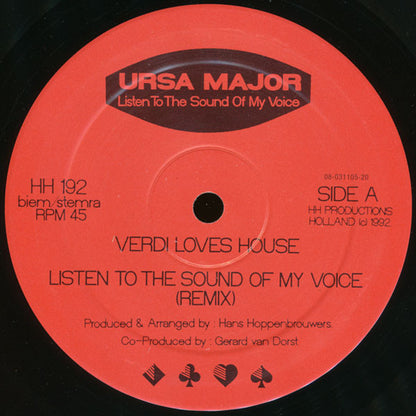 URSA MAJOR
Listen To The Sound Of My Voice
HH 192
biem/stemra
RPM 45
08-031105-20
SIDE A
HH PRODUCTIONS
HOLLAND (c) 1992
VERDI LOVES HOUSE
LISTEN TO THE SOUND OF MY VOICE
(REMIX)
Produced & Arranged by : Hans Hoppenbrouwers
Co-Produced by : Gerard van Dorst